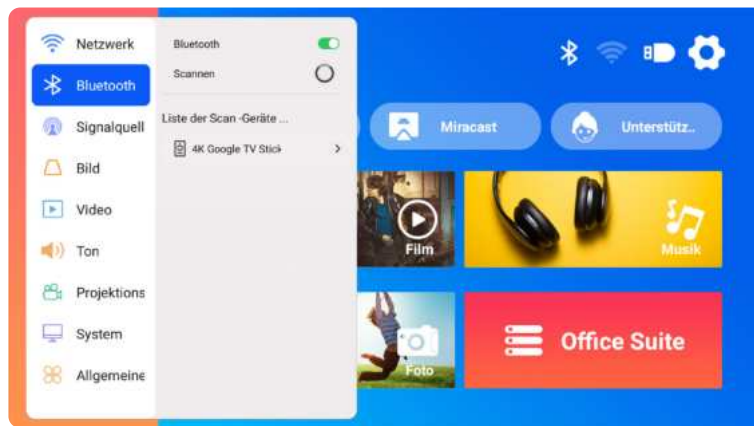 Netzwerk
Bluetooth
Signalquell
Bild
Video
Ton
Projektions
System
Allgemeine
Bluetooth
Scannen
Liste der Scan -Geräte ...
4K Google TV Stick
Miracast
Unterstütz..
Film
Musik
Foto
Office Suite